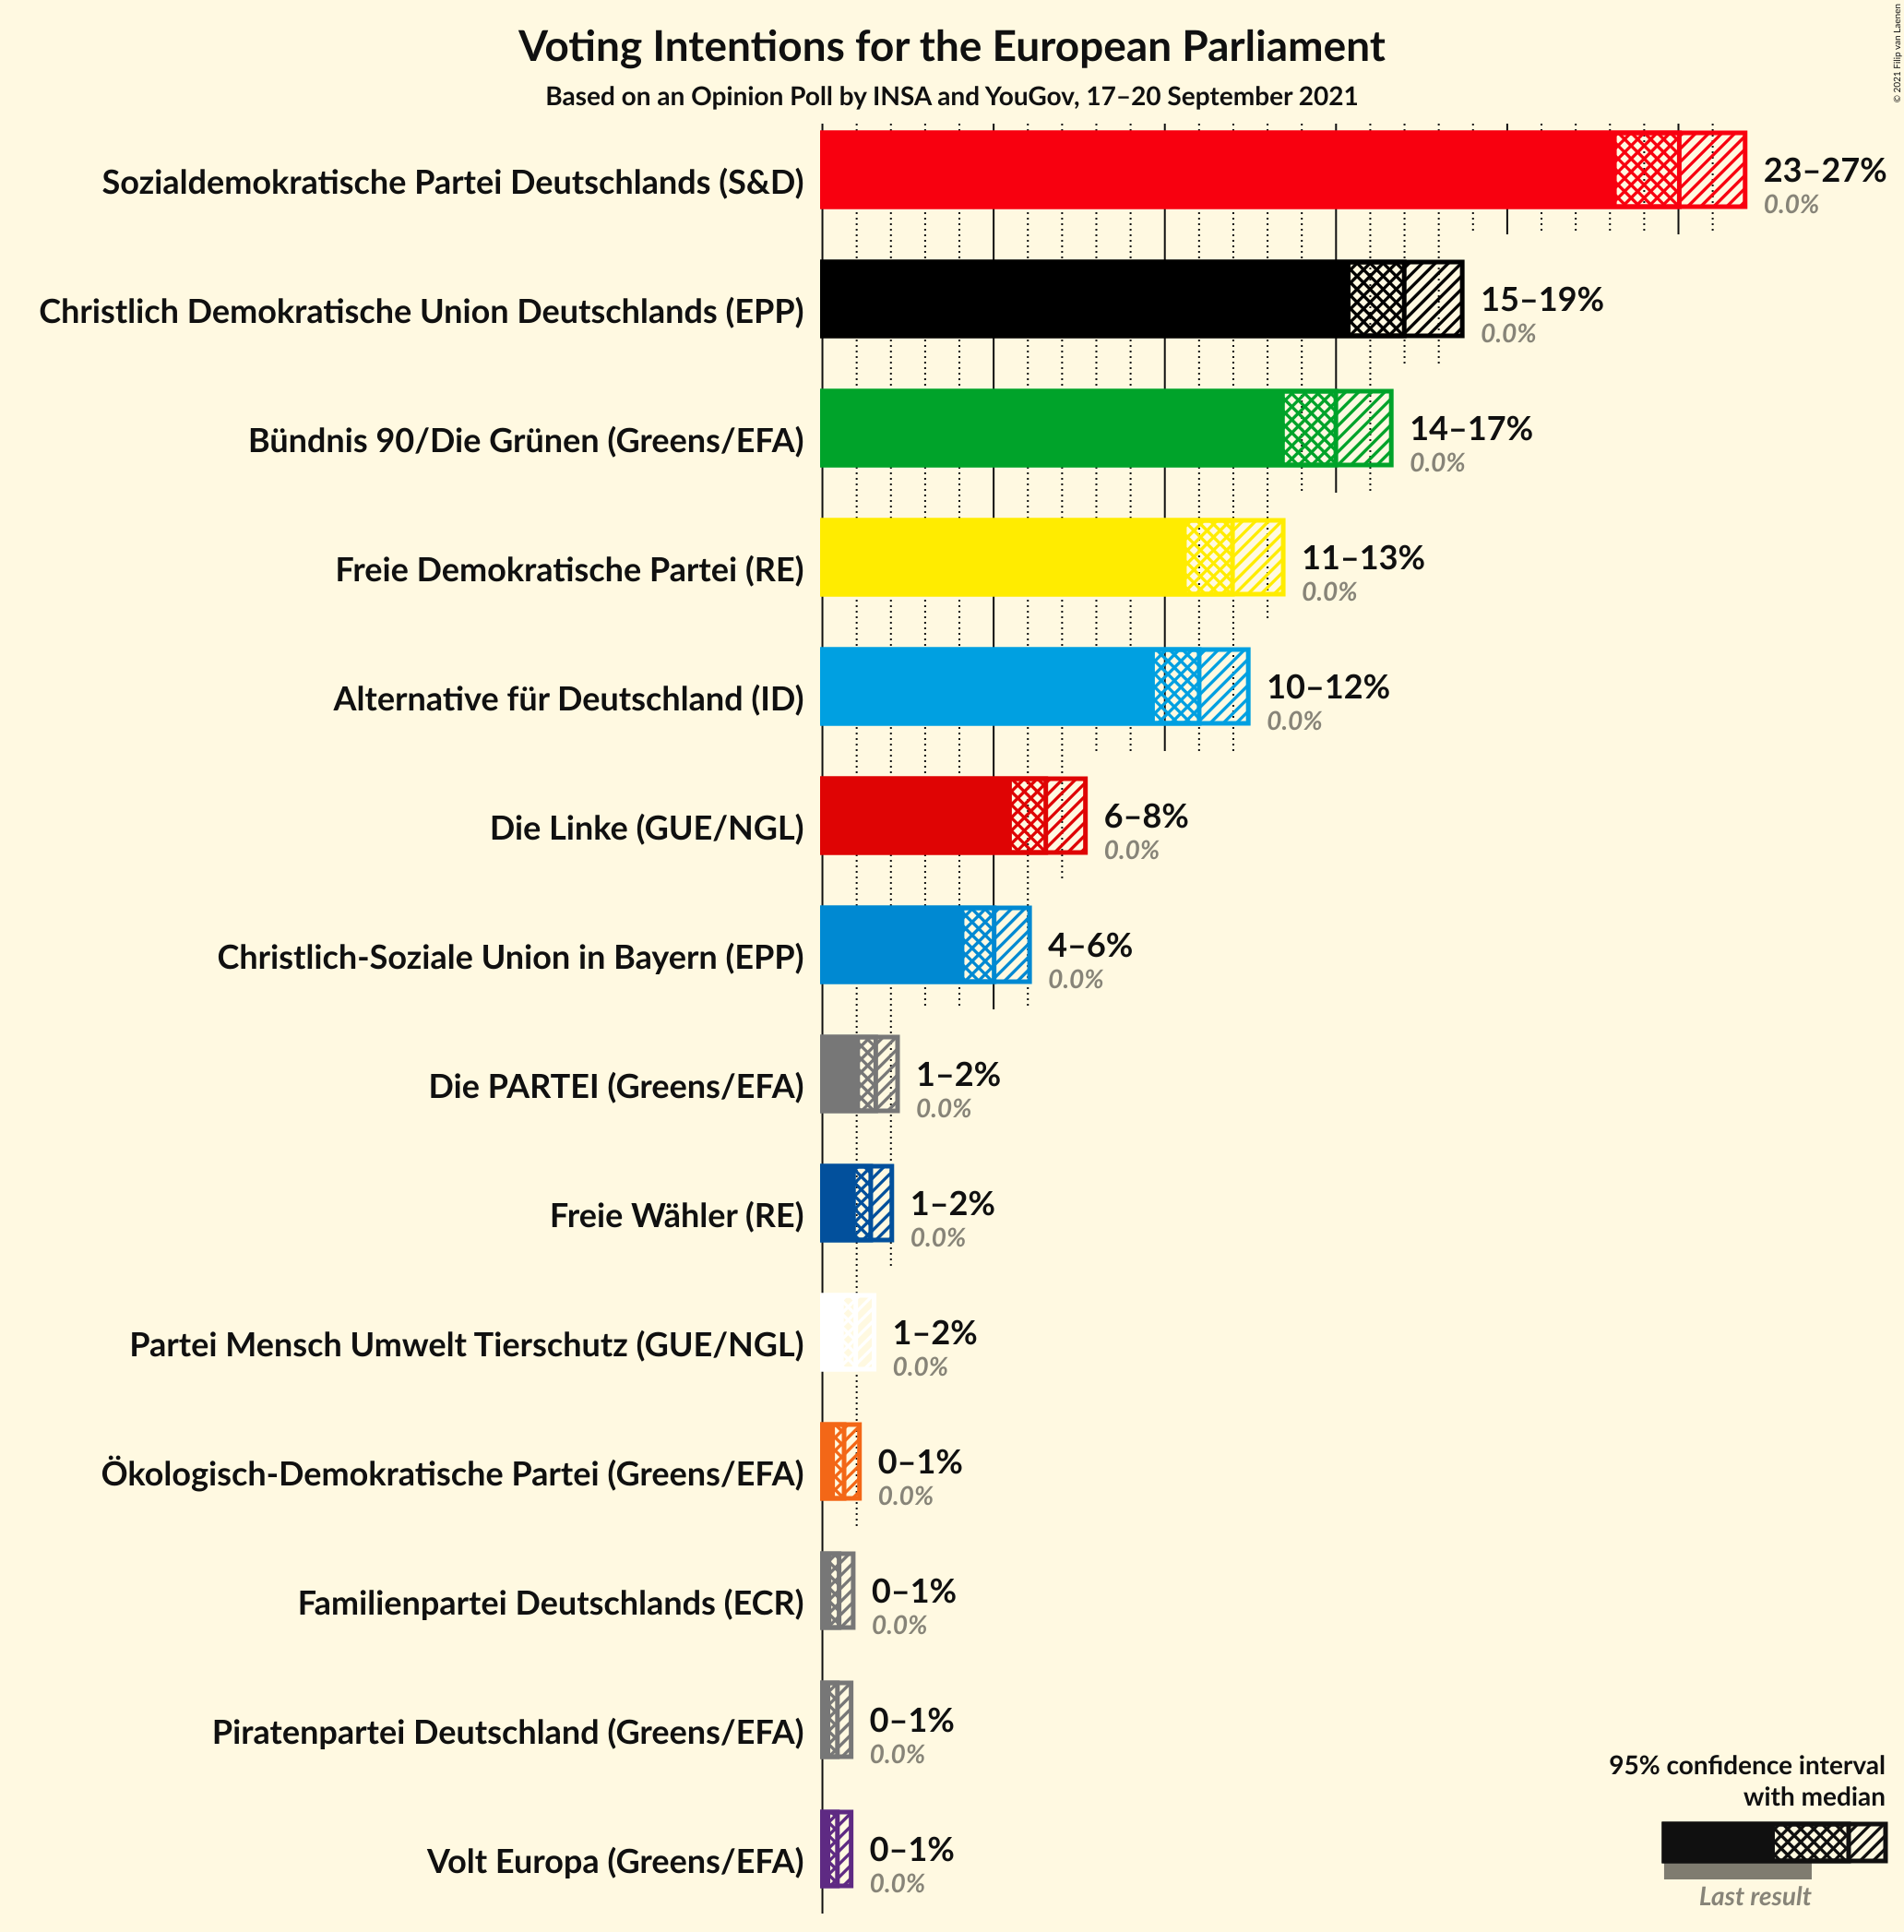 © 2021 Filip van Laenen
Voting Intentions for the European Parliament
Based on an Opinion Poll by INSA and YouGov, 17–20 September 2021
Sozialdemokratische Partei Deutschlands (S&D)
23–27%
0.0%
Christlich Demokratische Union Deutschlands (EPP)
15–19%
0.0%
Bündnis 90/Die Grünen (Greens/EFA)
14–17%
0.0%
Freie Demokratische Partei (RE)
11–13%
0.0%
Alternative für Deutschland (ID)
10–12%
0.0%
Die Linke (GUE/NGL)
6–8%
0.0%
Christlich-Soziale Union in Bayern (EPP)
4–6%
0.0%
Die PARTEI (Greens/EFA)
1–2%
0.0%
Freie Wähler (RE)
1–2%
0.0%
Partei Mensch Umwelt Tierschutz (GUE/NGL)
1–2%
0.0%
Ökologisch-Demokratische Partei (Greens/EFA)
0–1%
0.0%
Familienpartei Deutschlands (ECR)
0–1%
0.0%
Piratenpartei Deutschland (Greens/EFA)
0–1%
0.0%
Volt Europa (Greens/EFA)
0–1%
0.0%
95% confidence interval
with median
Last result